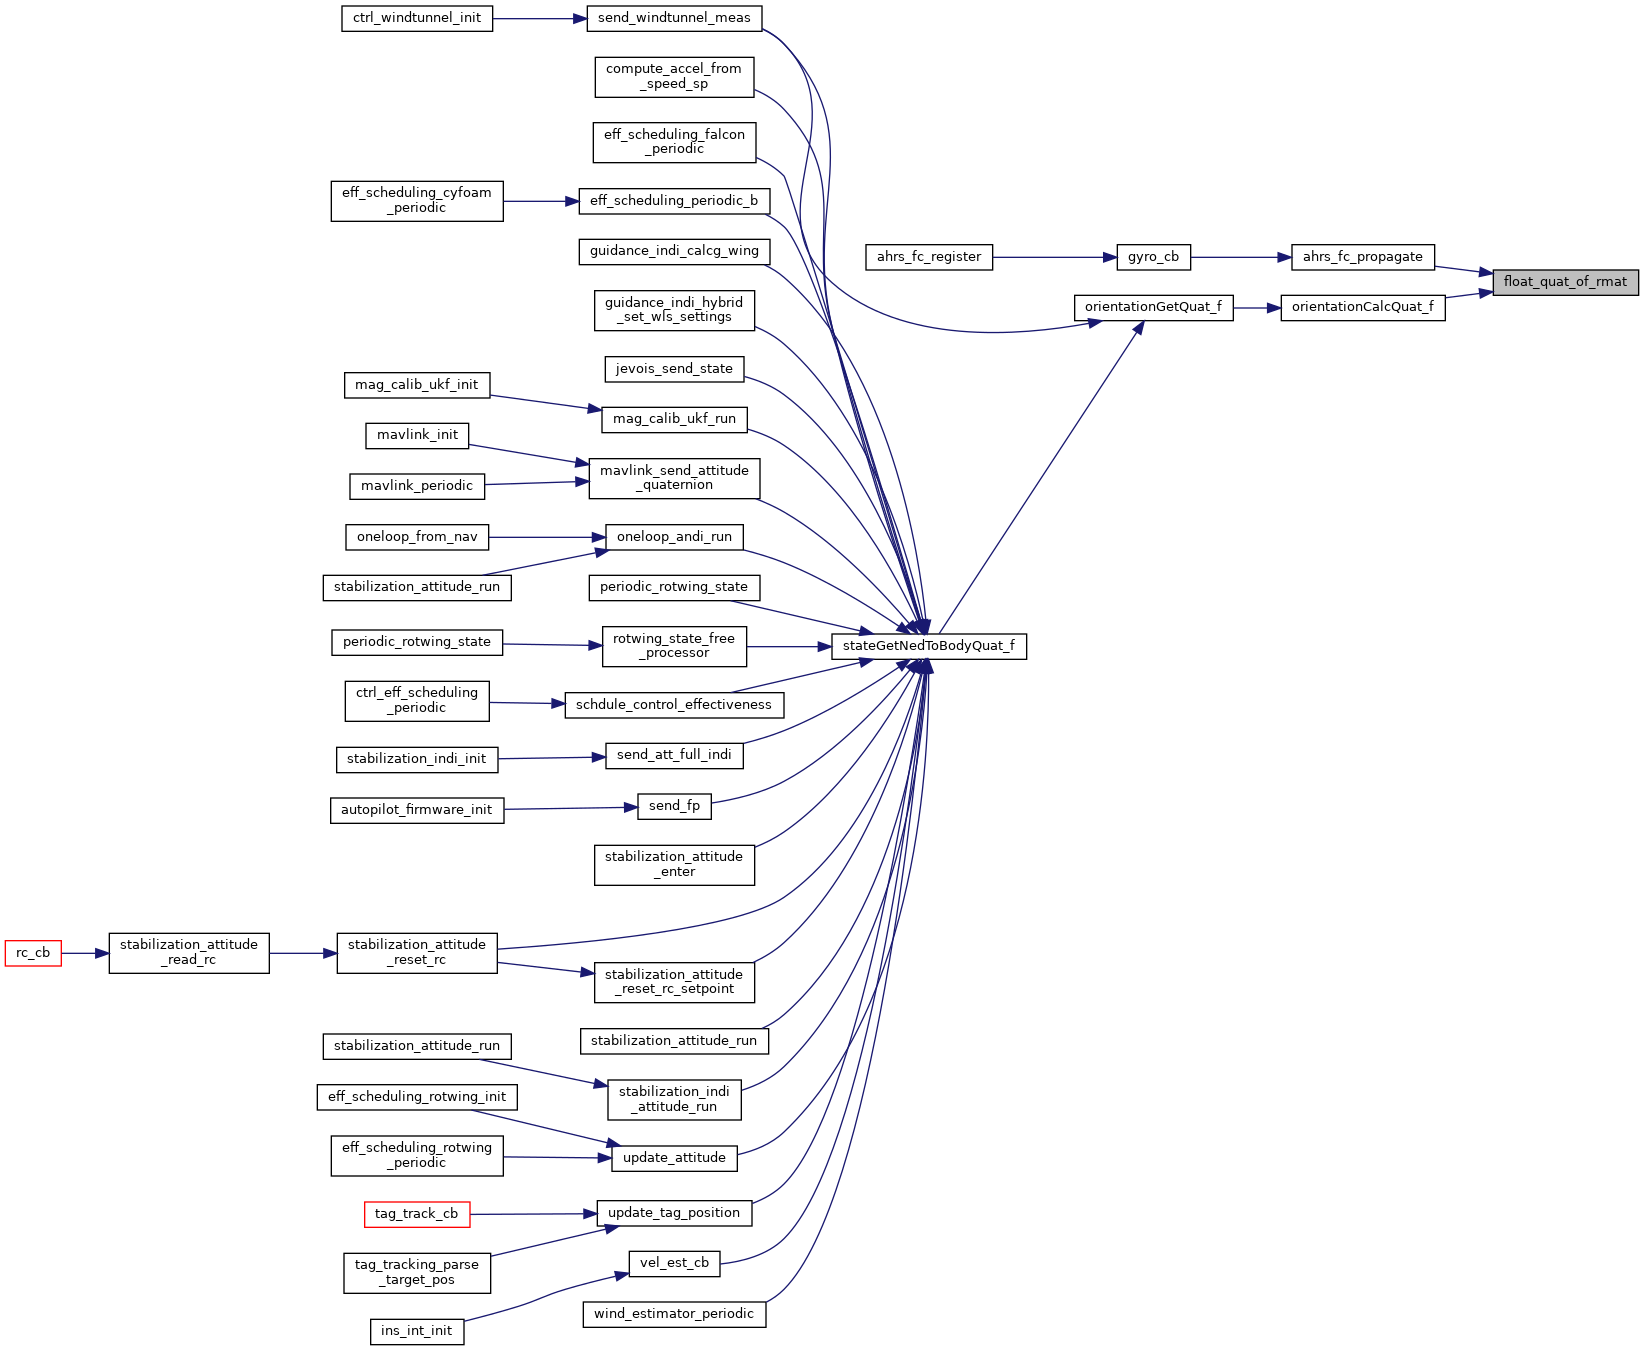 ctrl_windtunnel_init
send_windtunnel_meas
compute_accel_from
_speed_sp
eff_scheduling_falcon
_periodic
eff_scheduling_cyfoam
_periodic
eff_scheduling_periodic_b
guidance_indi_calcg_wing
ahrs_fc_register
gyro_cb
ahrs_fc_propagate
float_quat_of_rmat
guidance_indi_hybrid
_set_wls_settings
orientationGetQuat_f
orientationCalcQuat_f
jevois_send_state
mag_calib_ukf_init
mag_calib_ukf_run
mavlink_init
mavlink_send_attitude
_quaternion
mavlink_periodic
oneloop_from_nav
oneloop_andi_run
stabilization_attitude_run
periodic_rotwing_state
periodic_rotwing_state
rotwing_state_free
_processor
stateGetNedToBodyQuat_f
ctrl_eff_scheduling
_periodic
schdule_control_effectiveness
stabilization_indi_init
send_att_full_indi
autopilot_firmware_init
send_fp
stabilization_attitude
_enter
rc_cb
stabilization_attitude
_read_rc
stabilization_attitude
_reset_rc
stabilization_attitude
_reset_rc_setpoint
stabilization_attitude_run
stabilization_attitude_run
stabilization_indi
_attitude_run
eff_scheduling_rotwing_init
eff_scheduling_rotwing
_periodic
update_attitude
tag_track_cb
update_tag_position
tag_tracking_parse
_target_pos
vel_est_cb
wind_estimator_periodic
ins_int_init